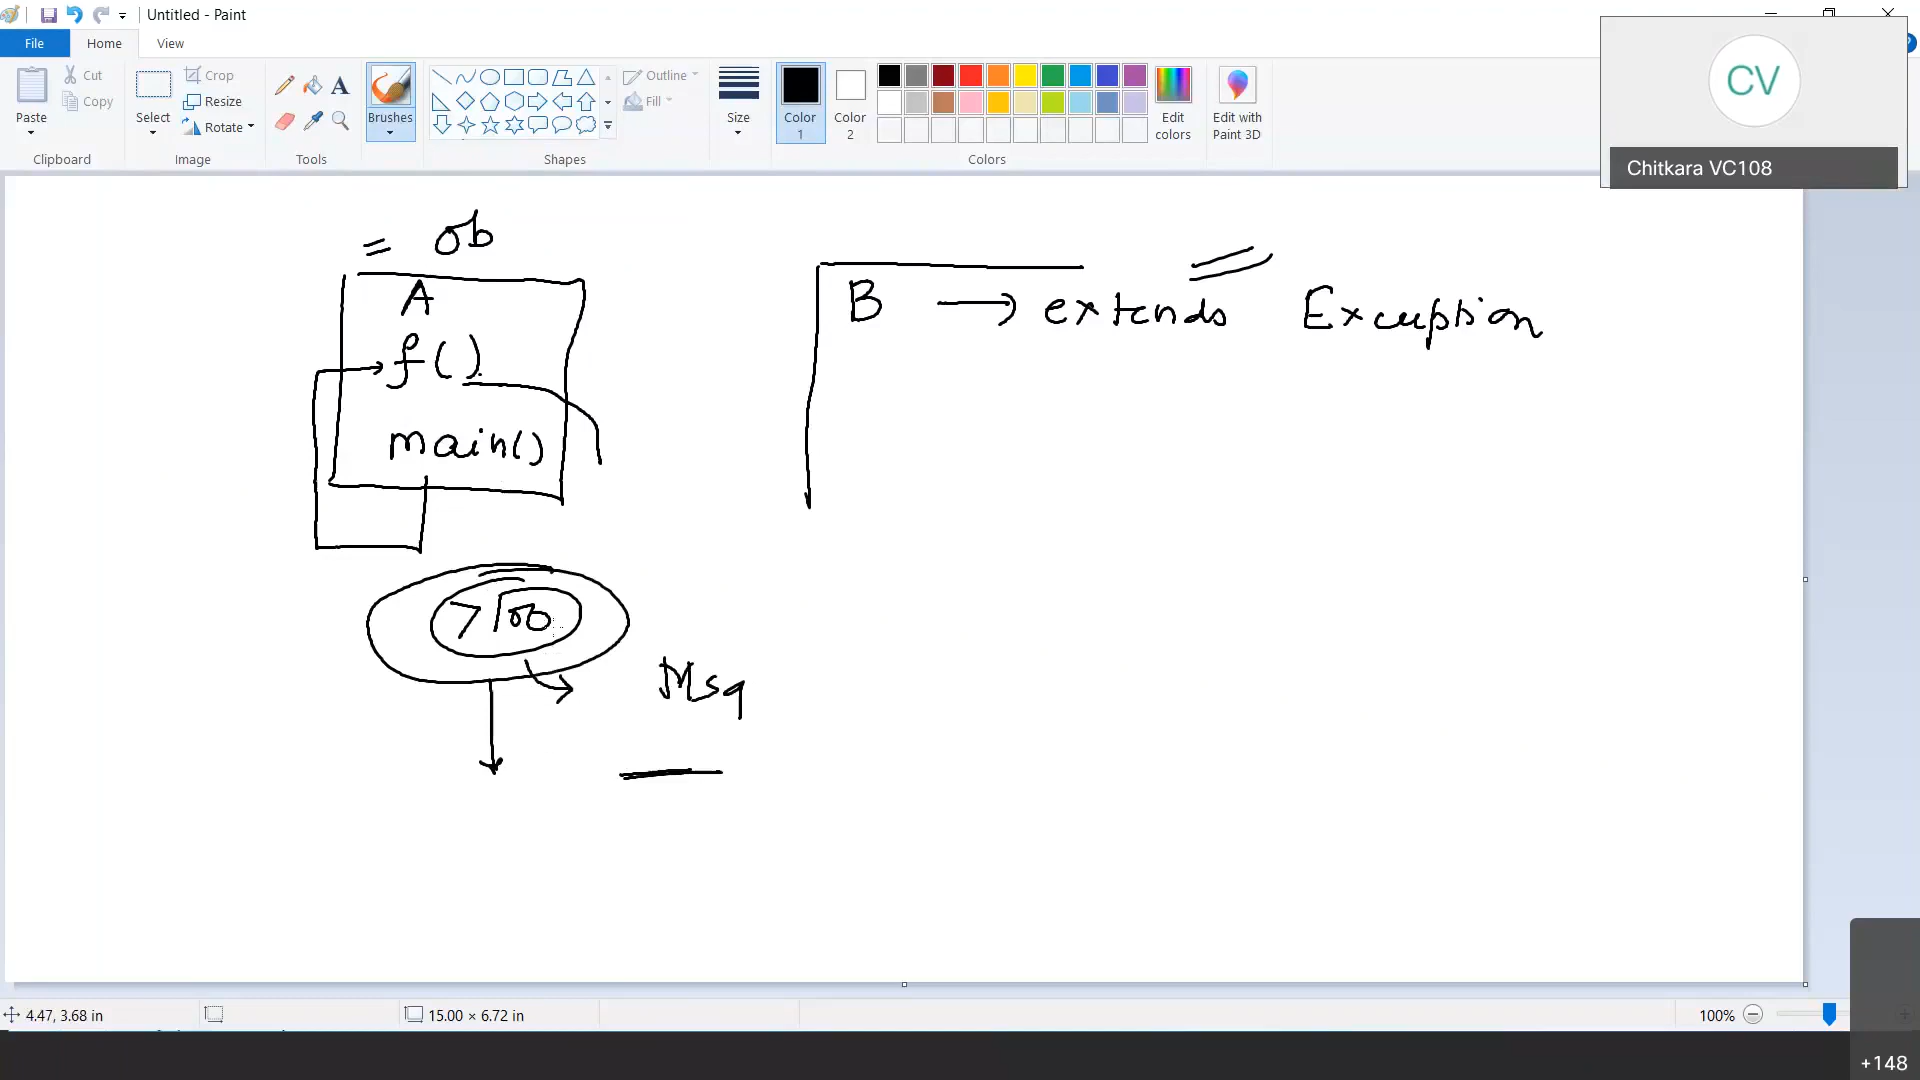 Untitled - Paint
File Home View
Paste
Cut
Copy
Clipboard
Select
Crop
Resize
Rotate
Image
Tools
Brushes
Shapes
Outline
Fill
Size
Color 1
Color 2
Edit colors
Edit with Paint 3D
Colors
CV
Chitkara VC108
= ob
A
f()
main()
B → extends Exception
>100
Msg
4.47, 3.68 in
15.00 × 6.72 in
100%
+148